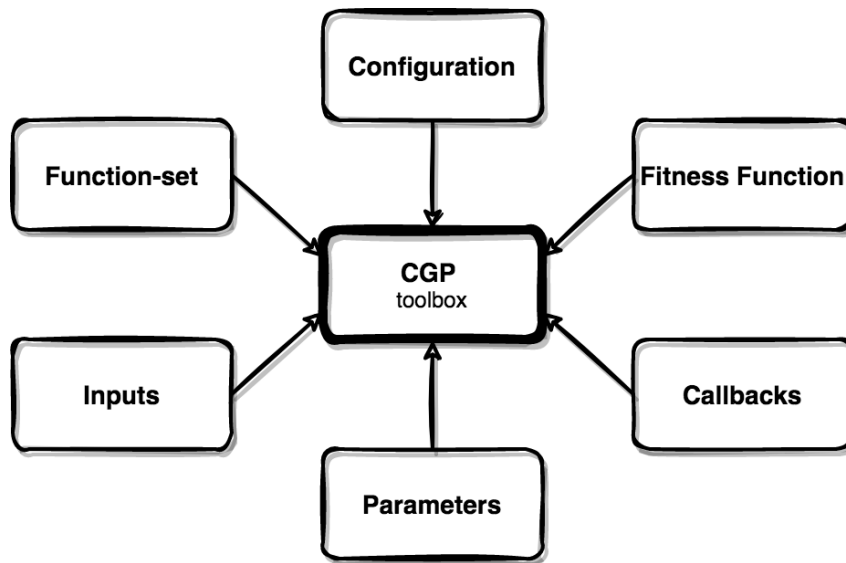 Configuration
Function-set
Fitness Function
CGP
toolbox
Inputs
Callbacks
Parameters